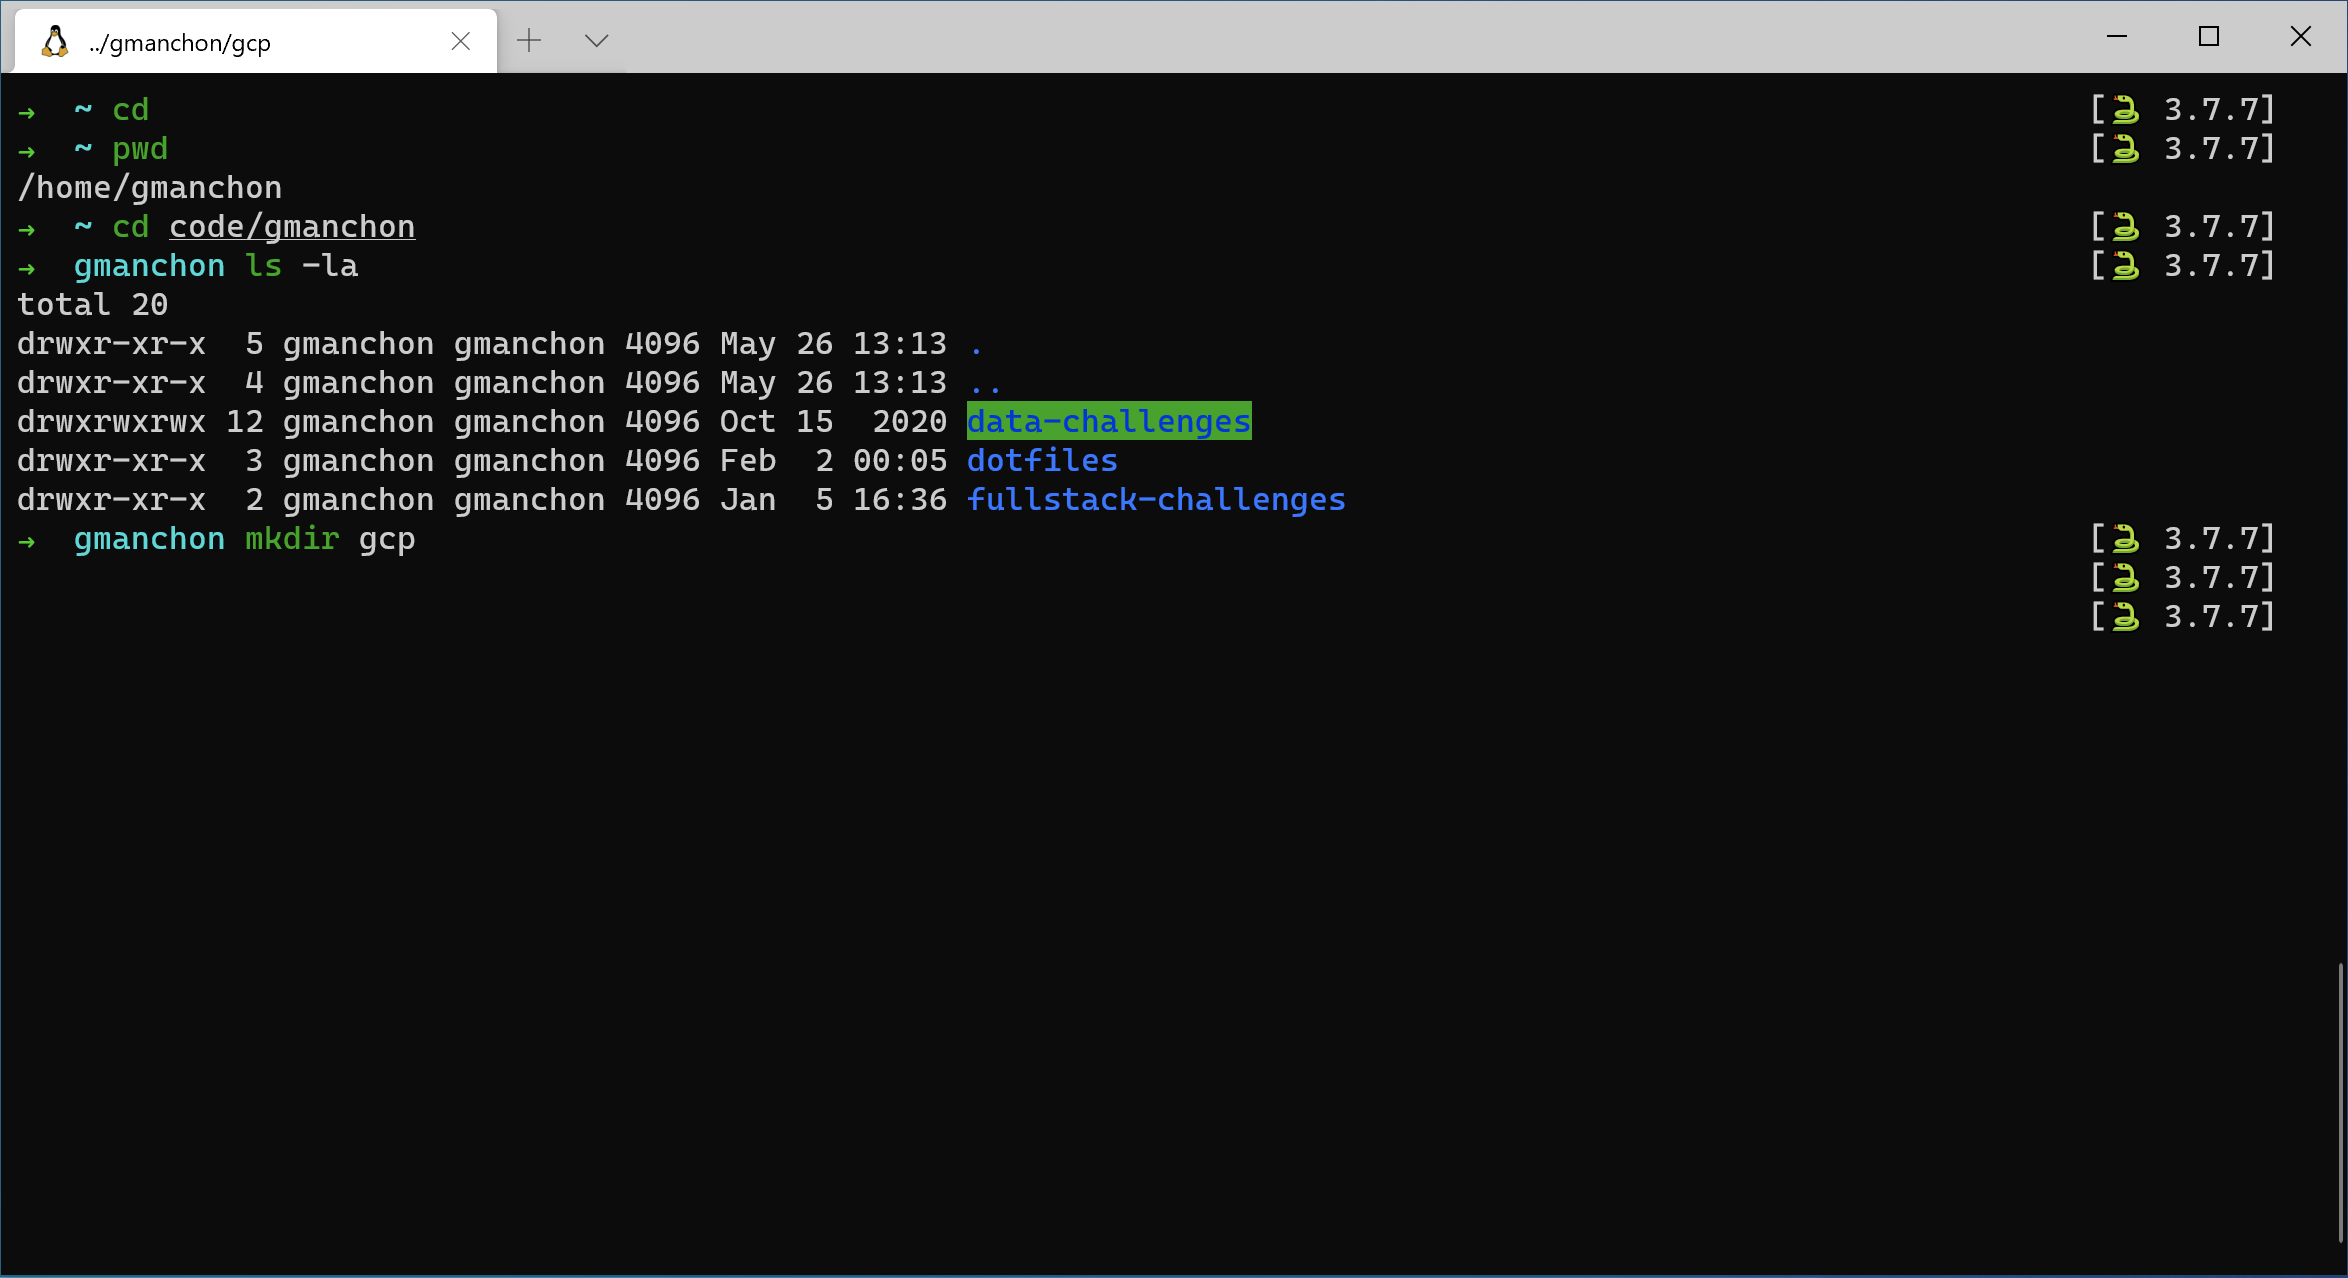 ../gmanchon/gcp
→ ~ cd [🐍 3.7.7]
→ ~ pwd [🐍 3.7.7]
/home/gmanchon
→ ~ cd code/gmanchon [🐍 3.7.7]
→ gmanchon ls -la [🐍 3.7.7]
total 20
drwxr-xr-x  5 gmanchon gmanchon 4096 May 26 13:13 .
drwxr-xr-x  4 gmanchon gmanchon 4096 May 26 13:13 ..
drwxrwxrwx 12 gmanchon gmanchon 4096 Oct 15  2020 data-challenges
drwxr-xr-x  3 gmanchon gmanchon 4096 Feb  2 00:05 dotfiles
drwxr-xr-x  2 gmanchon gmanchon 4096 Jan  5 16:36 fullstack-challenges
→ gmanchon mkdir gcp [🐍 3.7.7]
[🐍 3.7.7]
[🐍 3.7.7]